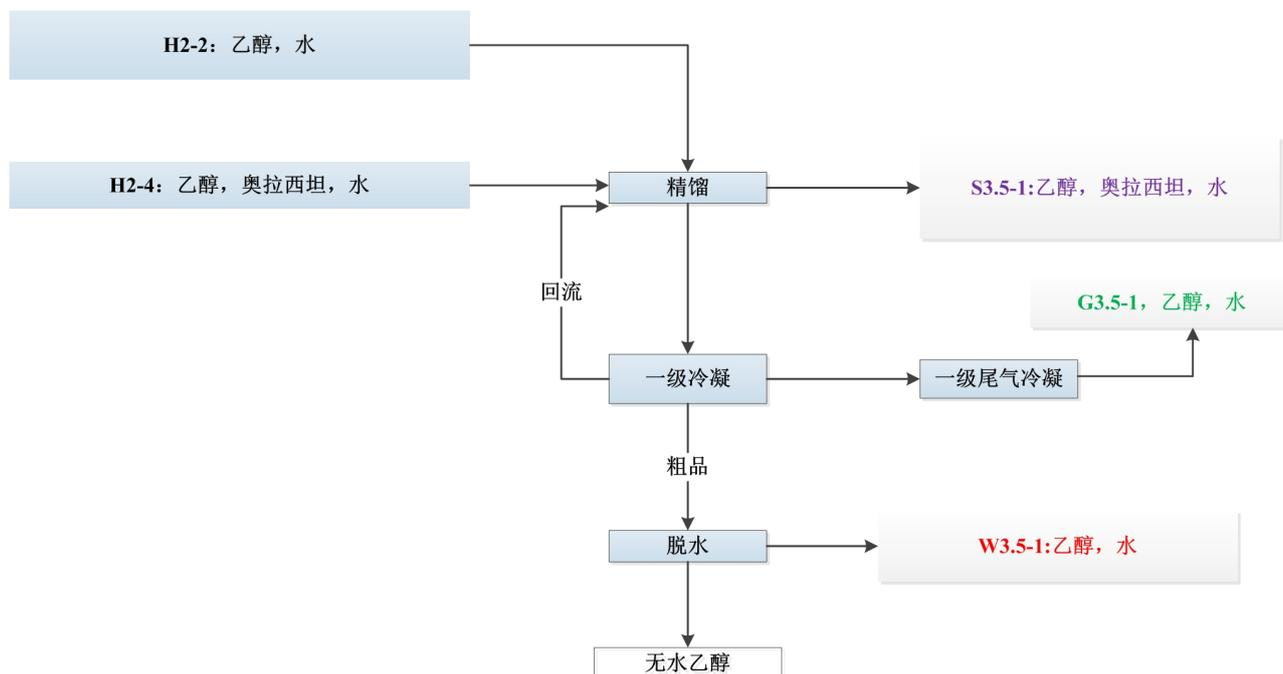 H2-2：乙醇，水
H2-4：乙醇，奥拉西坦，水
精馏
S3.5-1:乙醇，奥拉西坦，水
回流
G3.5-1，乙醇，水
一级冷凝
一级尾气冷凝
粗品
脱水
W3.5-1:乙醇，水
无水乙醇